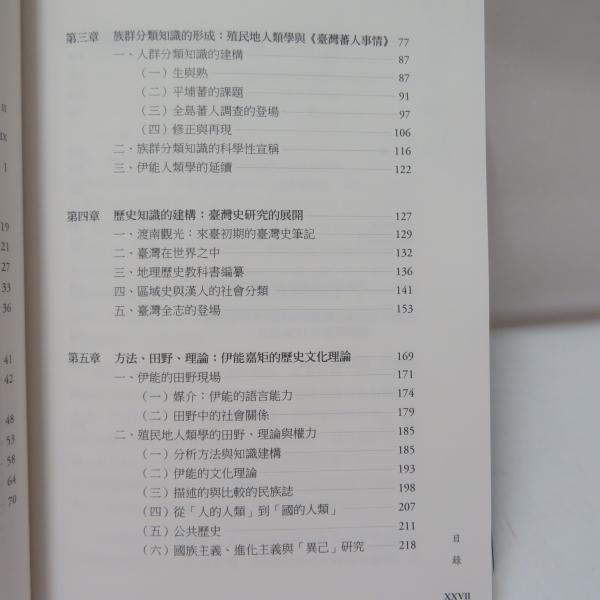 第三章 族群分類知識的形成：殖民地人類學與《臺灣蕃人事情》 77
一、人群分類知識的建構 87
（一）生與熟 87
（二）平埔蕃的課題 91
（三）全島蕃人調查的登場 97
（四）修正與再現 106
二、族群分類知識的科學性宣稱 116
三、伊能人類學的延續 122
第四章 歷史知識的建構：臺灣史研究的展開 127
一、渡南觀光：來臺初期的臺灣史筆記 129
二、臺灣在世界之中 132
三、地理歷史教科書編纂 136
四、區域史與漢人的社會分類 141
五、臺灣全志的登場 153
第五章 方法、田野、理論：伊能嘉矩的歷史文化理論 169
一、伊能的田野現場 171
（一）媒介：伊能的語言能力 174
（二）田野中的社會關係 179
二、殖民地人類學的田野、理論與權力 185
（一）分析方法與知識建構 185
（二）伊能的文化理論 193
（三）描述的與比較的民族誌 198
（四）從「人的人類」到「國的人類」 207
（五）公共歷史 211
（六）國族主義、進化主義與「異己」研究 218
目錄
XXVII
II
IX
1
19
21
27
33
36
41
42
48
53
58
64
70